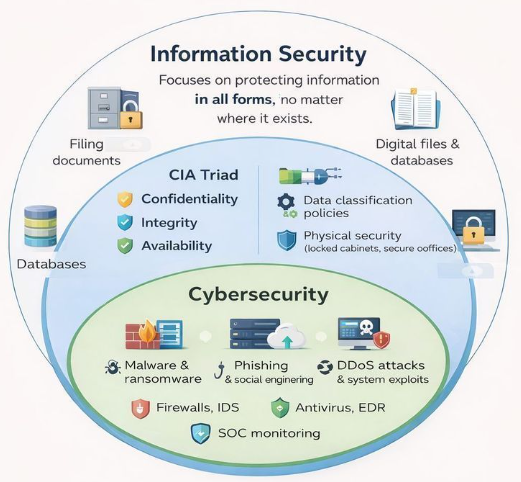 Information Security
Focuses on protecting information
in all forms, no matter
where it exists.
Filing
documents
Digital files &
databases
CIA Triad
Confidentiality
Integrity
Availability
Data classification
policies
Physical security
(locked cabinets, secure ooffices)
Databases
Cybersecurity
Malware &
ransomware
Phishing
& social enginering
DDoS attacks
& system exploits
Firewalls, IDS
Antivirus, EDR
SOC monitoring